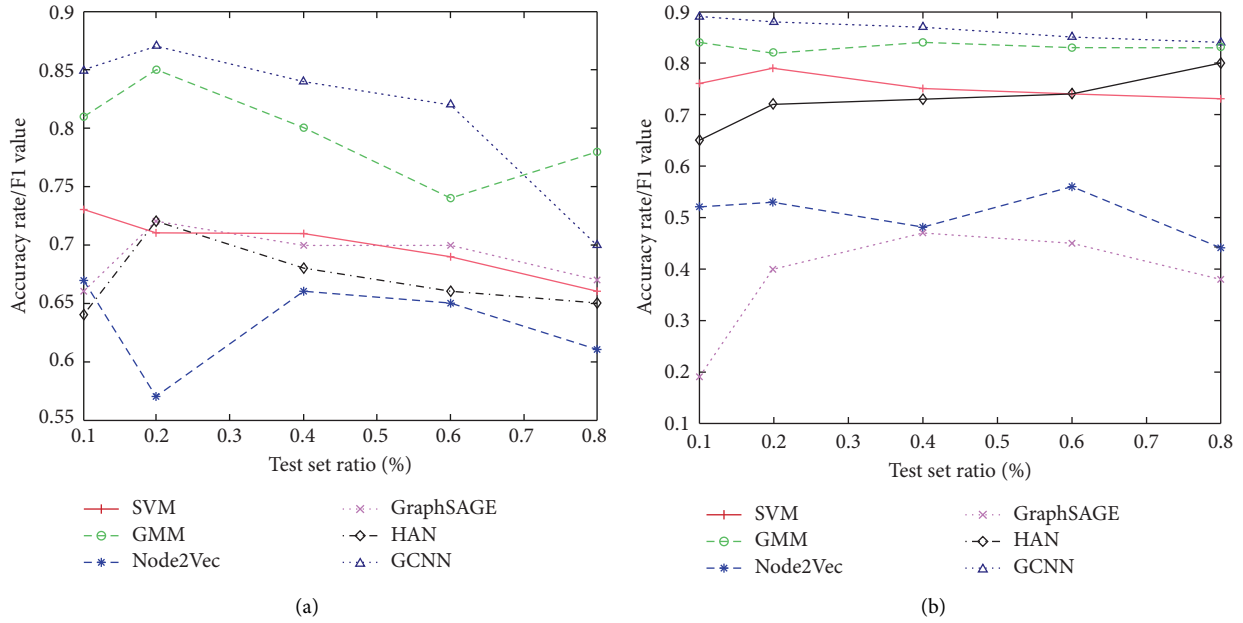 Accuracy rate/F1 value
0.9
0.85
0.8
0.75
0.7
0.65
0.6
0.55
0.1 0.2 0.3 0.4 0.5 0.6 0.7 0.8
Test set ratio (%)
SVM
GMM
Node2Vec
GraphSAGE
HAN
GCNN
(a)
Accuracy rate/F1 value
0.9
0.8
0.7
0.6
0.5
0.4
0.3
0.2
0.1
0.1 0.2 0.3 0.4 0.5 0.6 0.7 0.8
Test set ratio (%)
SVM
GMM
Node2Vec
GraphSAGE
HAN
GCNN
(b)